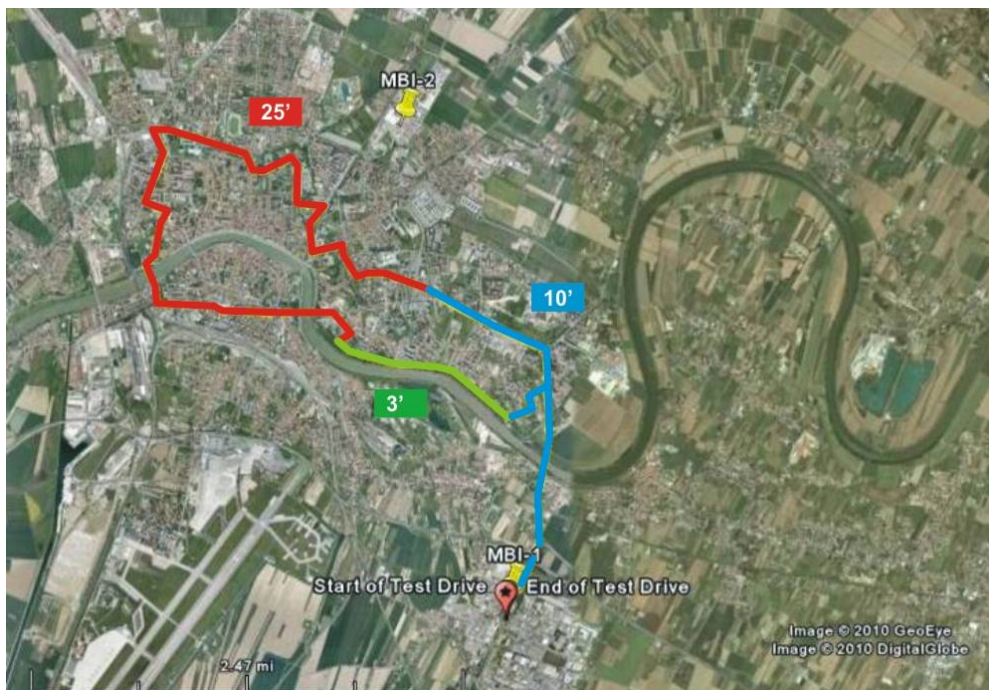 MBI-2
25'
10'
3'
MBI-1
Start of Test Drive
End of Test Drive
Image © 2010 GeoEye
Image © 2010 DigitalGlobe
2.47 mi